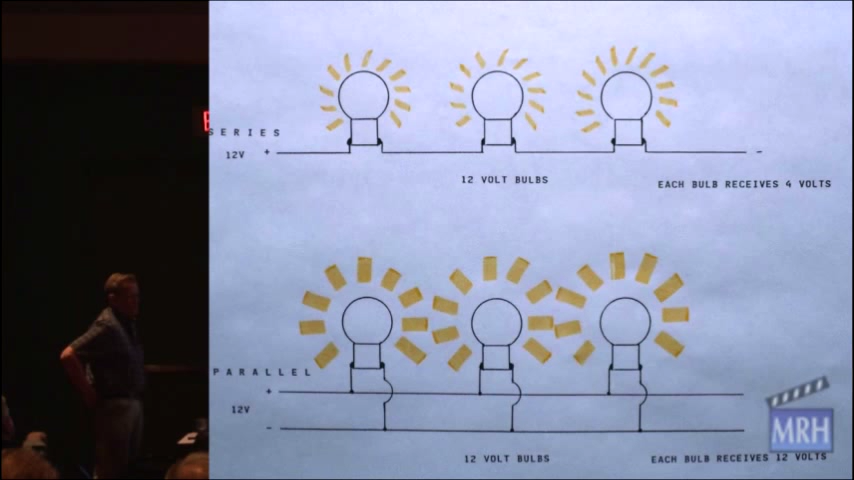 SERIES
12V + -
12 VOLT BULBS
EACH BULB RECEIVES 4 VOLTS
PARALLEL
+
12V
-
12 VOLT BULBS
EACH BULB RECEIVES 12 VOLTS
MRH